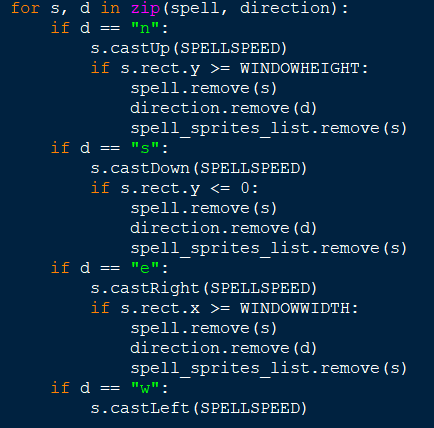 for s, d in zip(spell, direction):
    if d == "n":
        s.castUp(SPELLSPEED)
        if s.rect.y >= WINDOWHEIGHT:
            spell.remove(s)
            direction.remove(d)
            spell_sprites_list.remove(s)
    if d == "s":
        s.castDown(SPELLSPEED)
        if s.rect.y <= 0:
            spell.remove(s)
            direction.remove(d)
            spell_sprites_list.remove(s)
    if d == "e":
        s.castRight(SPELLSPEED)
        if s.rect.x >= WINDOWWIDTH:
            spell.remove(s)
            direction.remove(d)
            spell_sprites_list.remove(s)
    if d == "w":
        s.castLeft(SPELLSPEED)